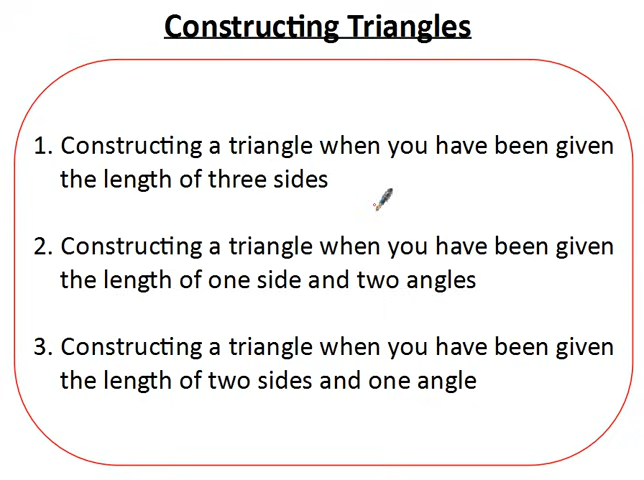 Constructing Triangles
1. Constructing a triangle when you have been given
the length of three sides
2. Constructing a triangle when you have been given
the length of one side and two angles
3. Constructing a triangle when you have been given
the length of two sides and one angle